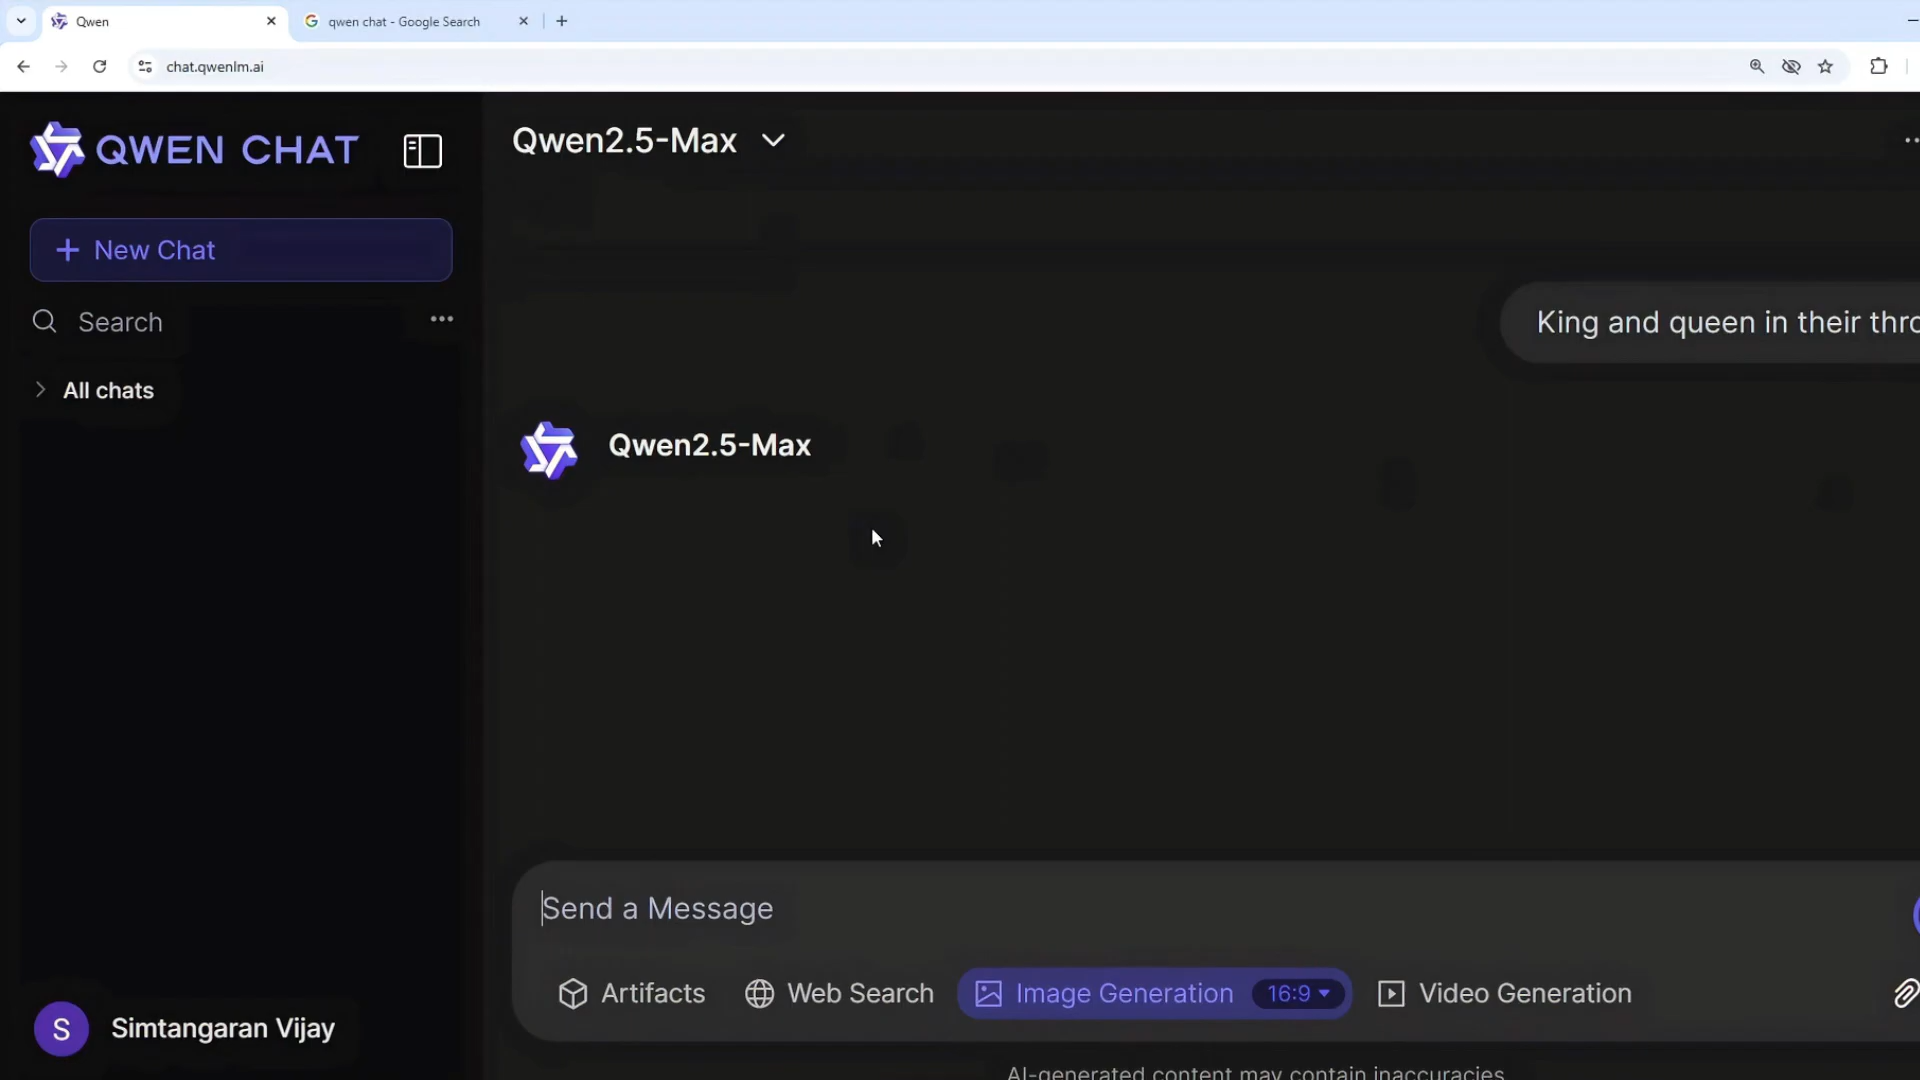 Qwen
qwen chat - Google Search
chat.qwenlm.ai
QWEN CHAT
Qwen2.5-Max
New Chat
Search
King and queen in their thro
All chats
Qwen2.5-Max
Send a Message
Artifacts
Web Search
Image Generation
16:9
Video Generation
S
Simtangaran Vijay
AI-generated content may contain inaccuracies